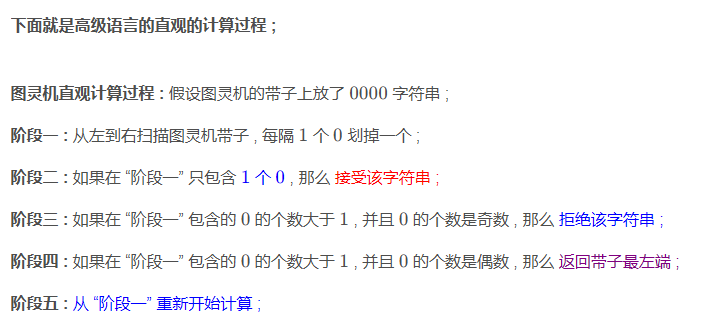 下面就是高级语言的直观的计算过程 ;
图灵机直观计算过程 : 假设图灵机的带子上放了 0000 字符串 ;
阶段一 : 从左到右扫描图灵机带子 , 每隔 1 个 0 划掉一个 ;
阶段二 : 如果在 “阶段一” 只包含 1 个 0 , 那么 接受该字符串 ;
阶段三 : 如果在 “阶段一” 包含的 0 的个数大于 1 , 并且 0 的个数是奇数 , 那么 拒绝该字符串 ;
阶段四 : 如果在 “阶段一” 包含的 0 的个数大于 1 , 并且 0 的个数是偶数 , 那么 返回带子最左端 ;
阶段五 : 从 “阶段一” 重新开始计算 ;